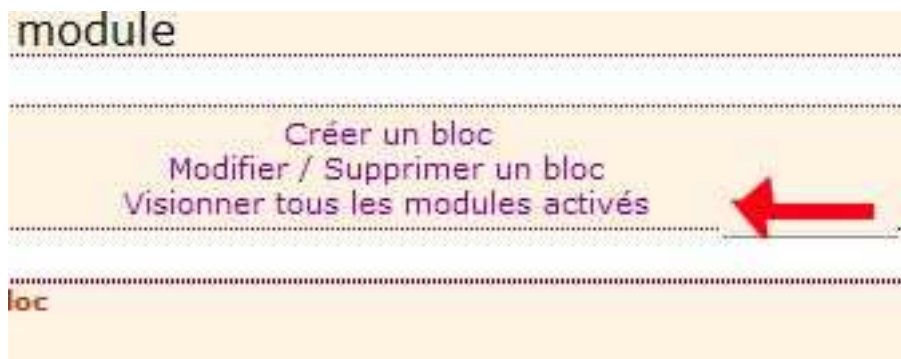 module
Créer un bloc
Modifier / Supprimer un bloc
Visionner tous les modules activés
loc